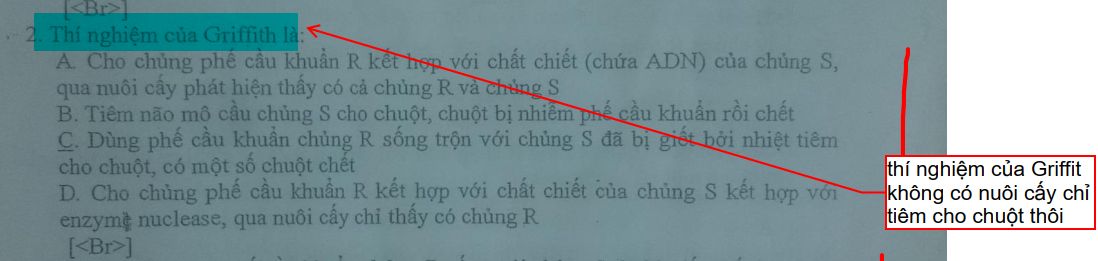 [<Br>]
2. Thí nghiệm của Griffith là:
A. Cho chủng phế cầu khuẩn R kết hợp với chất chiết (chứa ADN) của chủng S,
qua nuôi cấy phát hiện thấy có cả chủng R và chủng S
B. Tiêm não mô cầu chủng S cho chuột, chuột bị nhiễm phế cầu khuẩn rồi chết
C. Dùng phế cầu khuẩn chủng R sống trộn với chủng S đã bị giết bởi nhiệt tiêm
cho chuột, có một số chuột chết
D. Cho chủng phế cầu khuẩn R kết hợp với chất chiết của chủng S kết hợp với
enzyme nuclease, qua nuôi cấy chỉ thấy có chủng R
[<Br>]
thí nghiệm của Griffit
không có nuôi cấy chỉ
tiêm cho chuột thôi